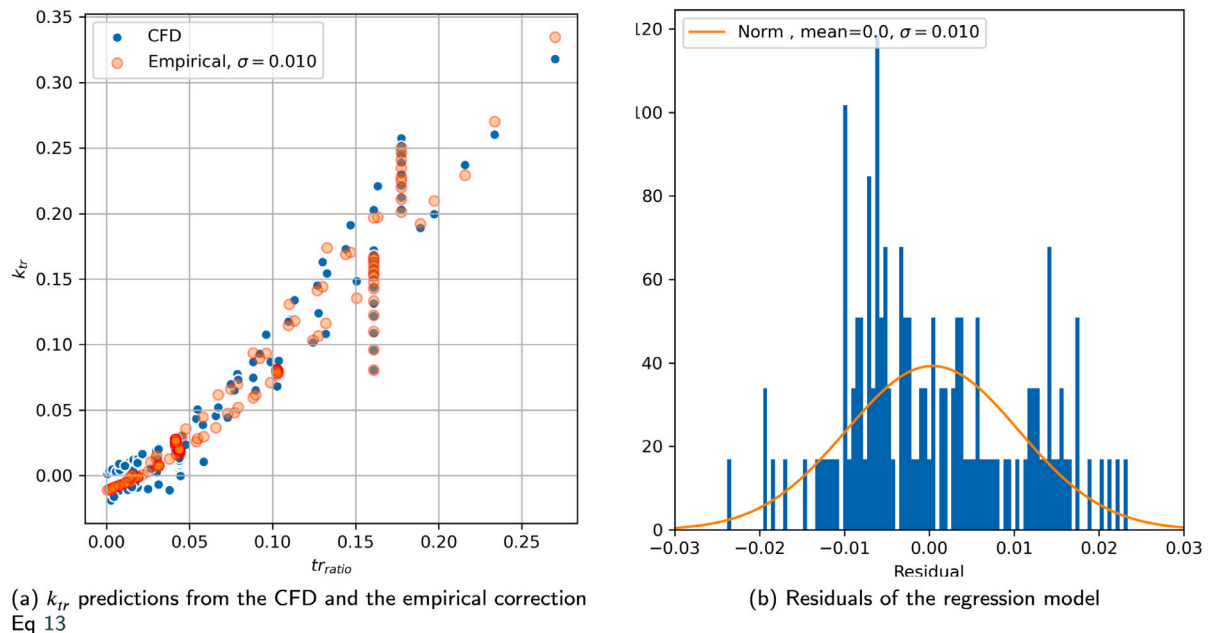 0.35
0.30
0.25
0.20
0.15
0.10
0.05
0.00
k_tr
CFD
Empirical, σ = 0.010
0.00 0.05 0.10 0.15 0.20 0.25
tr_ratio
(a) k_tr predictions from the CFD and the empirical correction
Eq 13
120
100
80
60
40
20
0
Norm , mean=0.0, σ = 0.010
−0.03 −0.02 −0.01 0.00 0.01 0.02 0.03
Residual
(b) Residuals of the regression model